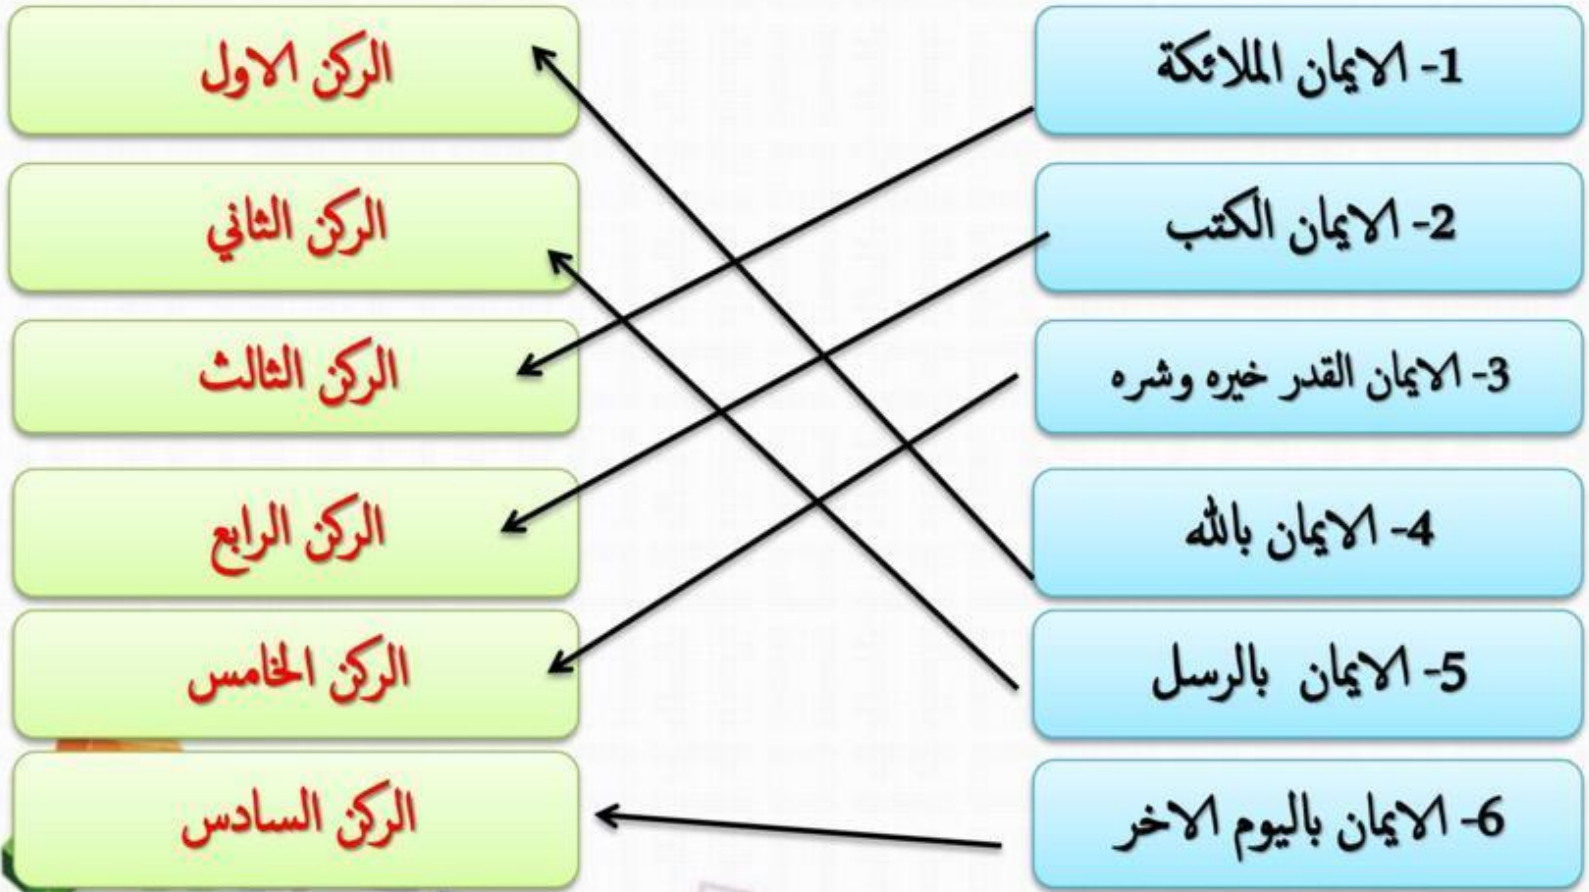 1- الايمان الملائكة
الركن الاول
2- الايمان الكتب
الركن الثاني
3- الايمان القدر خيره وشره
الركن الثالث
4- الايمان بالله
الركن الرابع
5- الايمان بالرسل
الركن الخامس
6- الايمان باليوم الاخر
الركن السادس